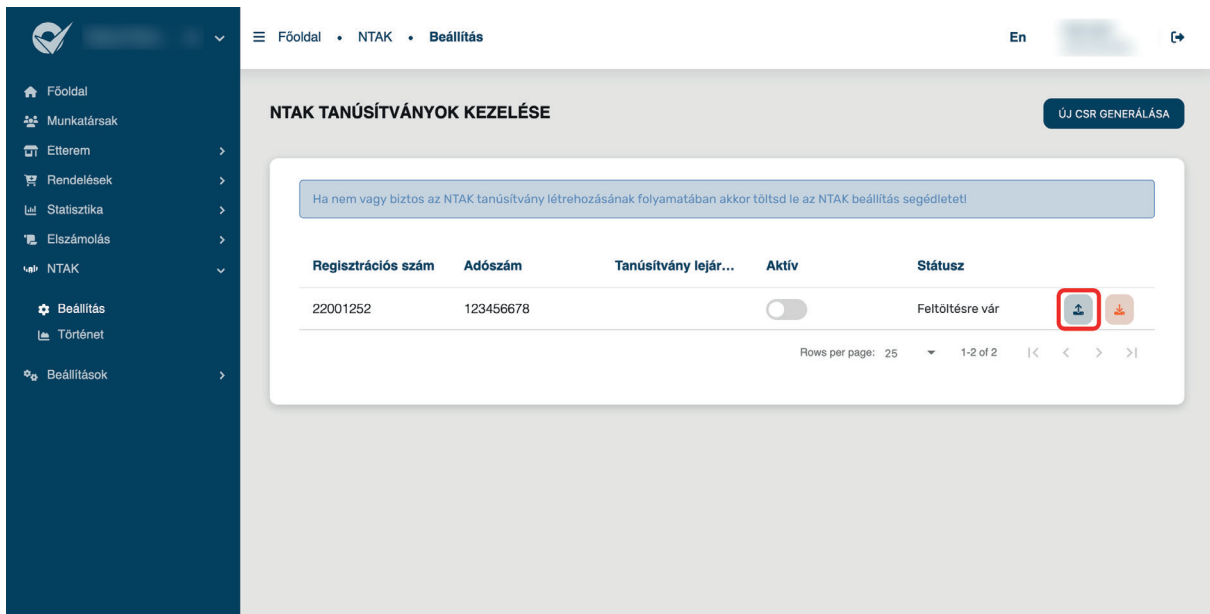 Főoldal • NTAK • Beállítás
En
Főoldal
Munkatársak
Etterem
Rendelések
Statisztika
Elszámolás
NTAK
Beállítás
Történet
Beállítások
NTAK TANÚSÍTVÁNYOK KEZELÉSE
ÚJ CSR GENERÁLÁSA
Ha nem vagy biztos az NTAK tanúsítvány létrehozásának folyamatában akkor töltsd le az NTAK beállítás segédletet!
Regisztrációs szám Adószám Tanúsítvány lejár... Aktív Státusz
22001252 123456678 Feltöltésre vár
Rows per page: 25 1-2 of 2